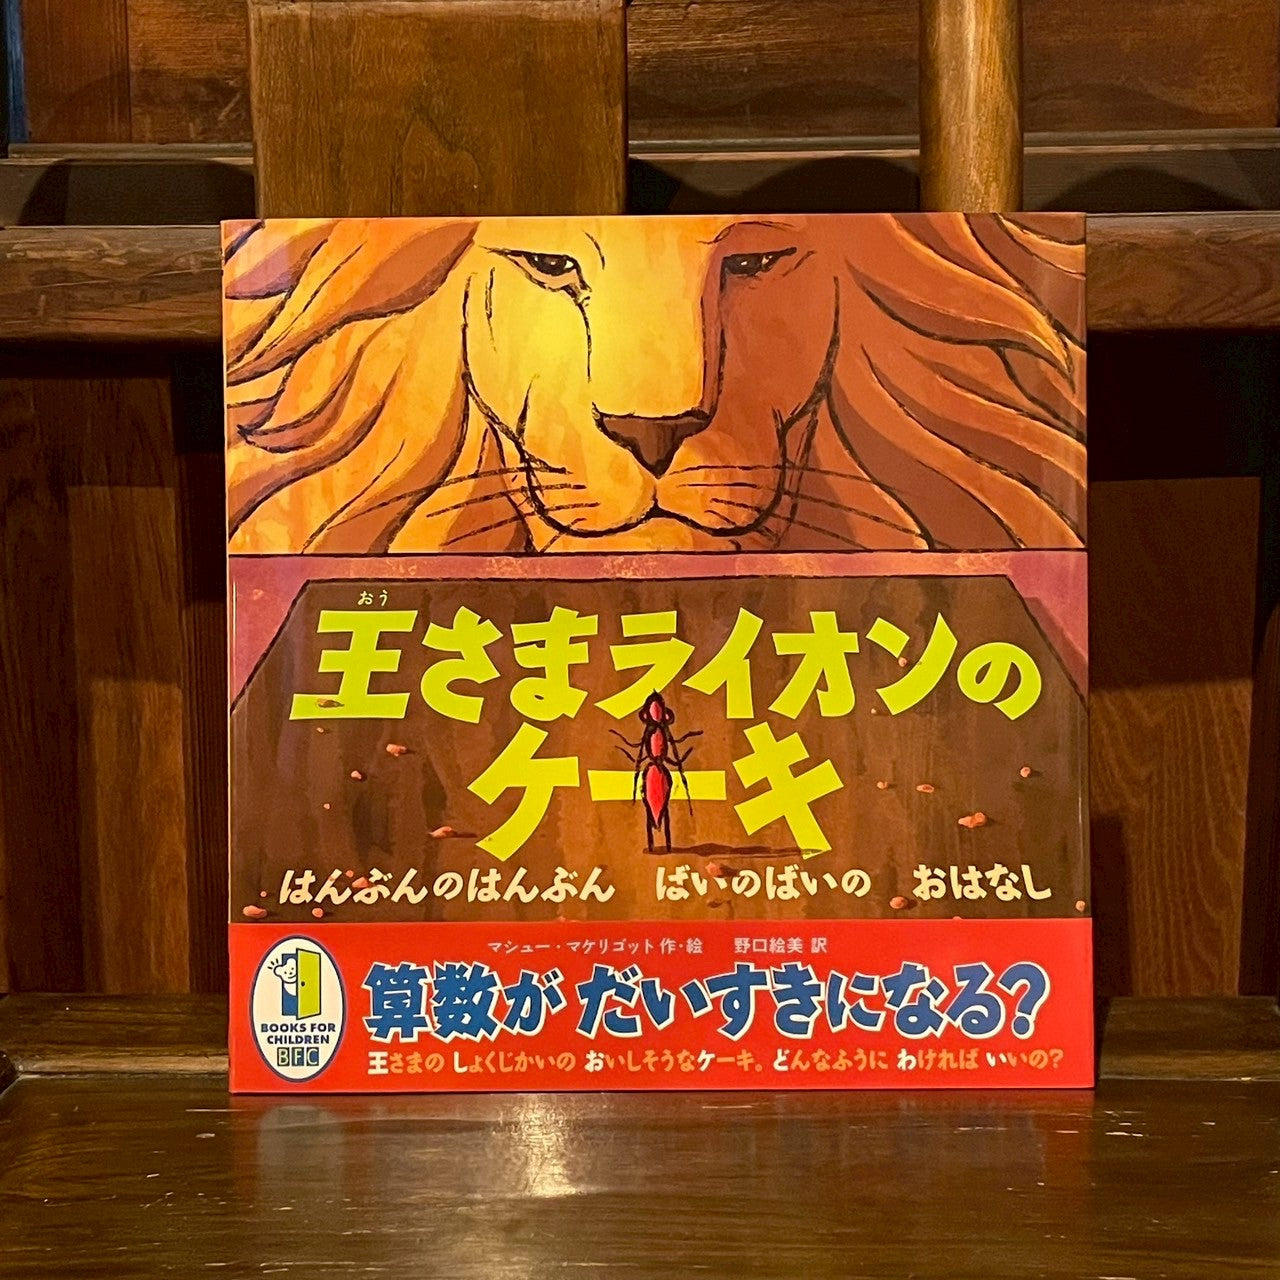 おう
王さまライオンの
ケーキ
はんぶんのはんぶん ばいのばいの おはなし
マシュー・マケリゴット 作・絵 野口絵美 訳
算数が だいすきになる?
王さまの しょくじかいの おいしそうなケーキ。どんなふうに わければ いいの?
BOOKS FOR
CHILDREN
BFC